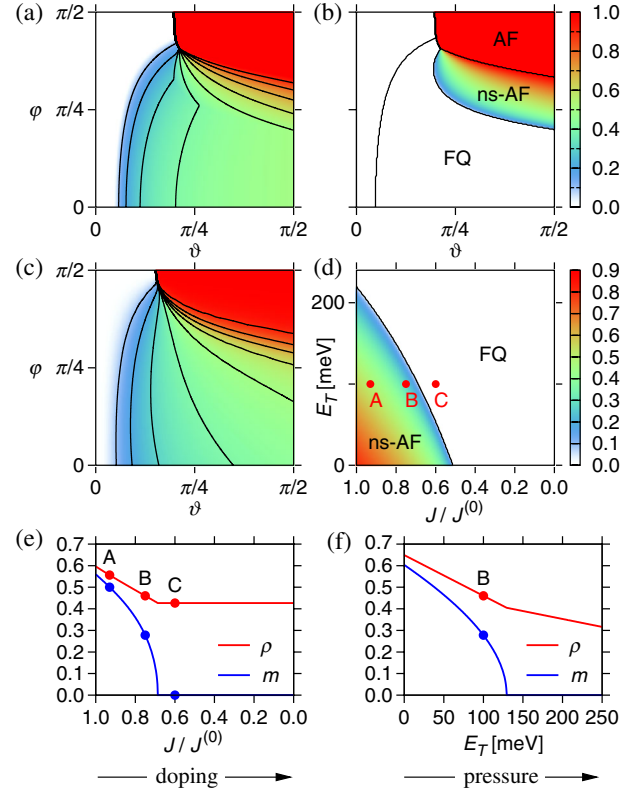 (a)
π/2
φ
π/4
0
0
π/4
π/2
ϑ
(b)
AF
ns-AF
FQ
0
π/4
π/2
ϑ
1.0
0.8
0.6
0.4
0.2
0.0
(c)
π/2
φ
π/4
0
0
π/4
π/2
ϑ
(d)
E_T [meV]
200
100
0
FQ
A
B
C
ns-AF
1.0
0.8
0.6
0.4
0.2
0.0
J / J^(0)
0.9
0.8
0.7
0.6
0.5
0.4
0.3
0.2
0.1
0.0
(e)
0.7
0.6
0.5
0.4
0.3
0.2
0.1
0.0
A
B
C
ρ
m
1.0
0.8
0.6
0.4
0.2
0.0
J / J^(0)
doping
(f)
0.7
0.6
0.5
0.4
0.3
0.2
0.1
0.0
B
ρ
m
0
50
100
150
200
250
E_T [meV]
pressure